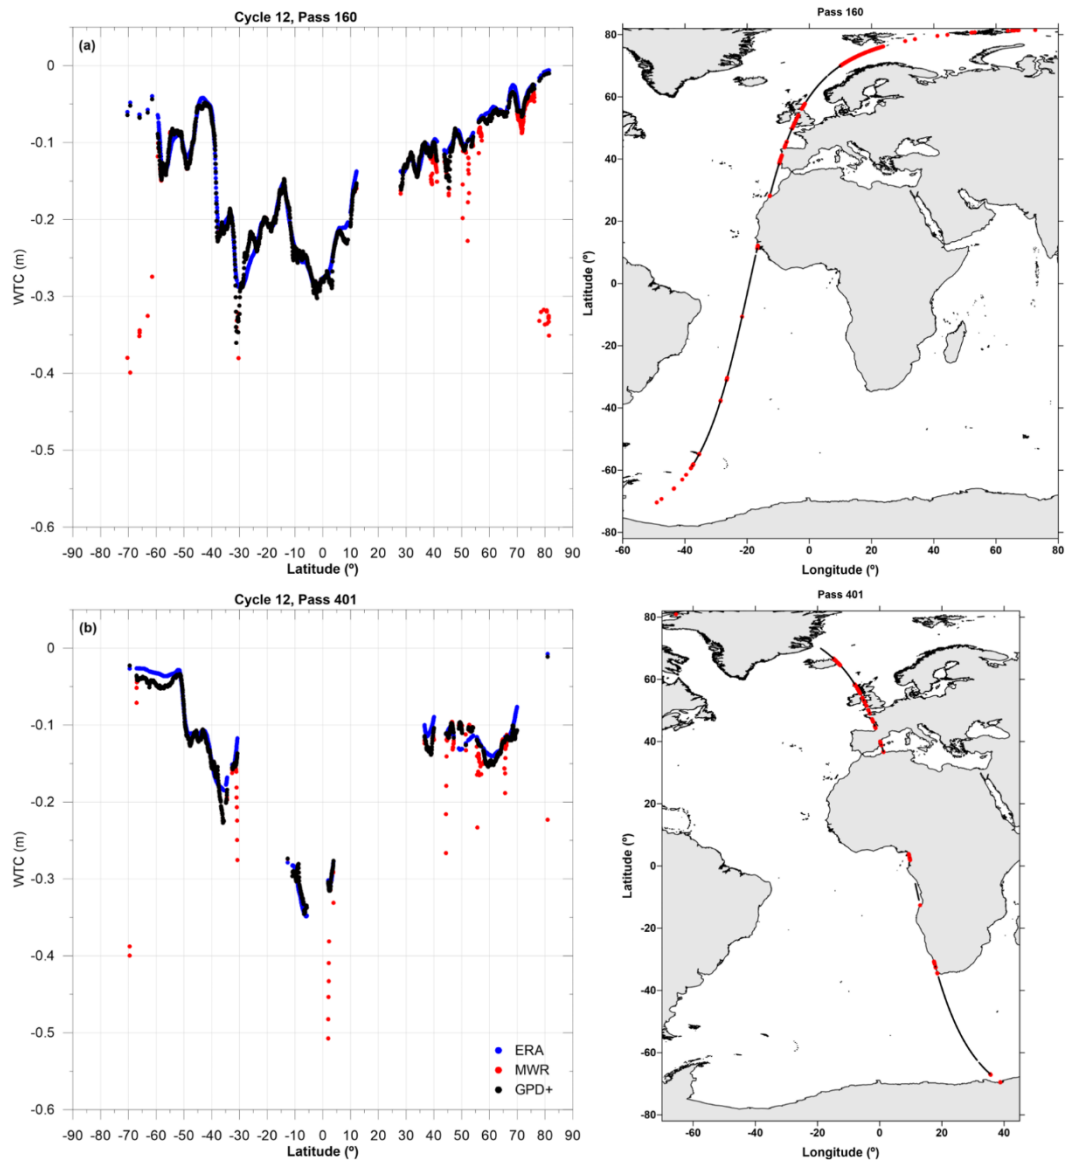 Cycle 12, Pass 160
(a)
0
-0.1
-0.2
-0.3
-0.4
-0.5
-0.6
WTC (m)
-90 -80 -70 -60 -50 -40 -30 -20 -10 0 10 20 30 40 50 60 70 80 90
Latitude (º)
Pass 160
80
60
40
20
0
-20
-40
-60
-80
Latitude (º)
-60 -40 -20 0 20 40 60 80
Longitude (º)
Cycle 12, Pass 401
(b)
0
-0.1
-0.2
-0.3
-0.4
-0.5
-0.6
WTC (m)
ERA
MWR
GPD+
-90 -80 -70 -60 -50 -40 -30 -20 -10 0 10 20 30 40 50 60 70 80 90
Latitude (º)
Pass 401
80
60
40
20
0
-20
-40
-60
-80
Latitude (º)
-60 -40 -20 0 20 40
Longitude (º)